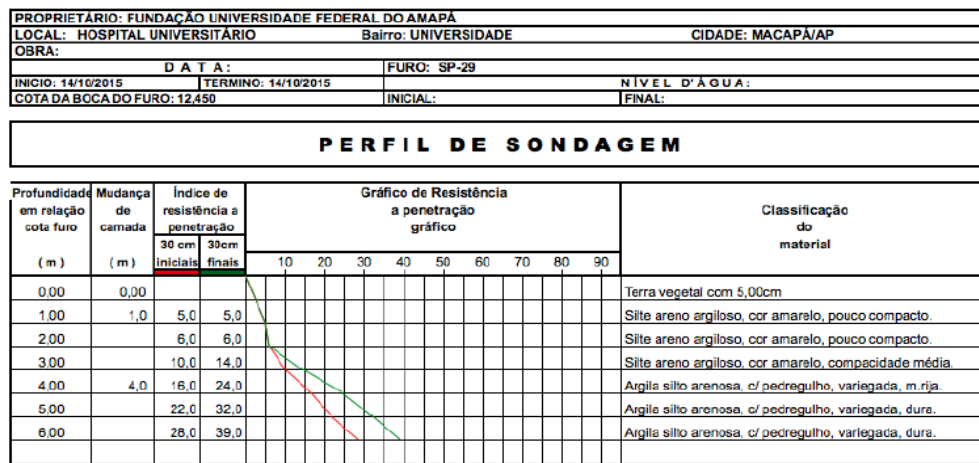 PROPRIETÁRIO: FUNDAÇÃO UNIVERSIDADE FEDERAL DO AMAPÁ
LOCAL: HOSPITAL UNIVERSITÁRIO Bairro: UNIVERSIDADE CIDADE: MACAPÁ/AP
OBRA:
D A T A : FURO: SP-29
INICIO: 14/10/2015 TERMINO: 14/10/2015 NÍVEL D'ÁGUA:
COTA DA BOCA DO FURO: 12,450 INICIAL: FINAL:
PERFIL DE SONDAGEM
Profundidade Mudança Índice de Gráfico de Resistência
em relação de resistência a a penetração Classificação
cota furo camada penetração gráfico do
30 cm 30cm material
( m ) ( m ) iniciais finais 10 20 30 40 50 60 70 80 90
0,00 0,00 Terra vegetal com 5,00cm
1,00 1,0 5,0 5,0 Silte areno argiloso, cor amarelo, pouco compacto.
2,00 6,0 6,0 Silte areno argiloso, cor amarelo, pouco compacto.
3,00 10,0 14,0 Silte areno argiloso, cor amarelo, compacidade média.
4,00 4,0 16,0 24,0 Argila silto arenosa, c/ pedregulho, variegada, m.rija.
5,00 22,0 32,0 Argila silto arenosa, c/ pedregulho, variegada, dura.
6,00 28,0 39,0 Argila silto arenosa, c/ pedregulho, variegada, dura.